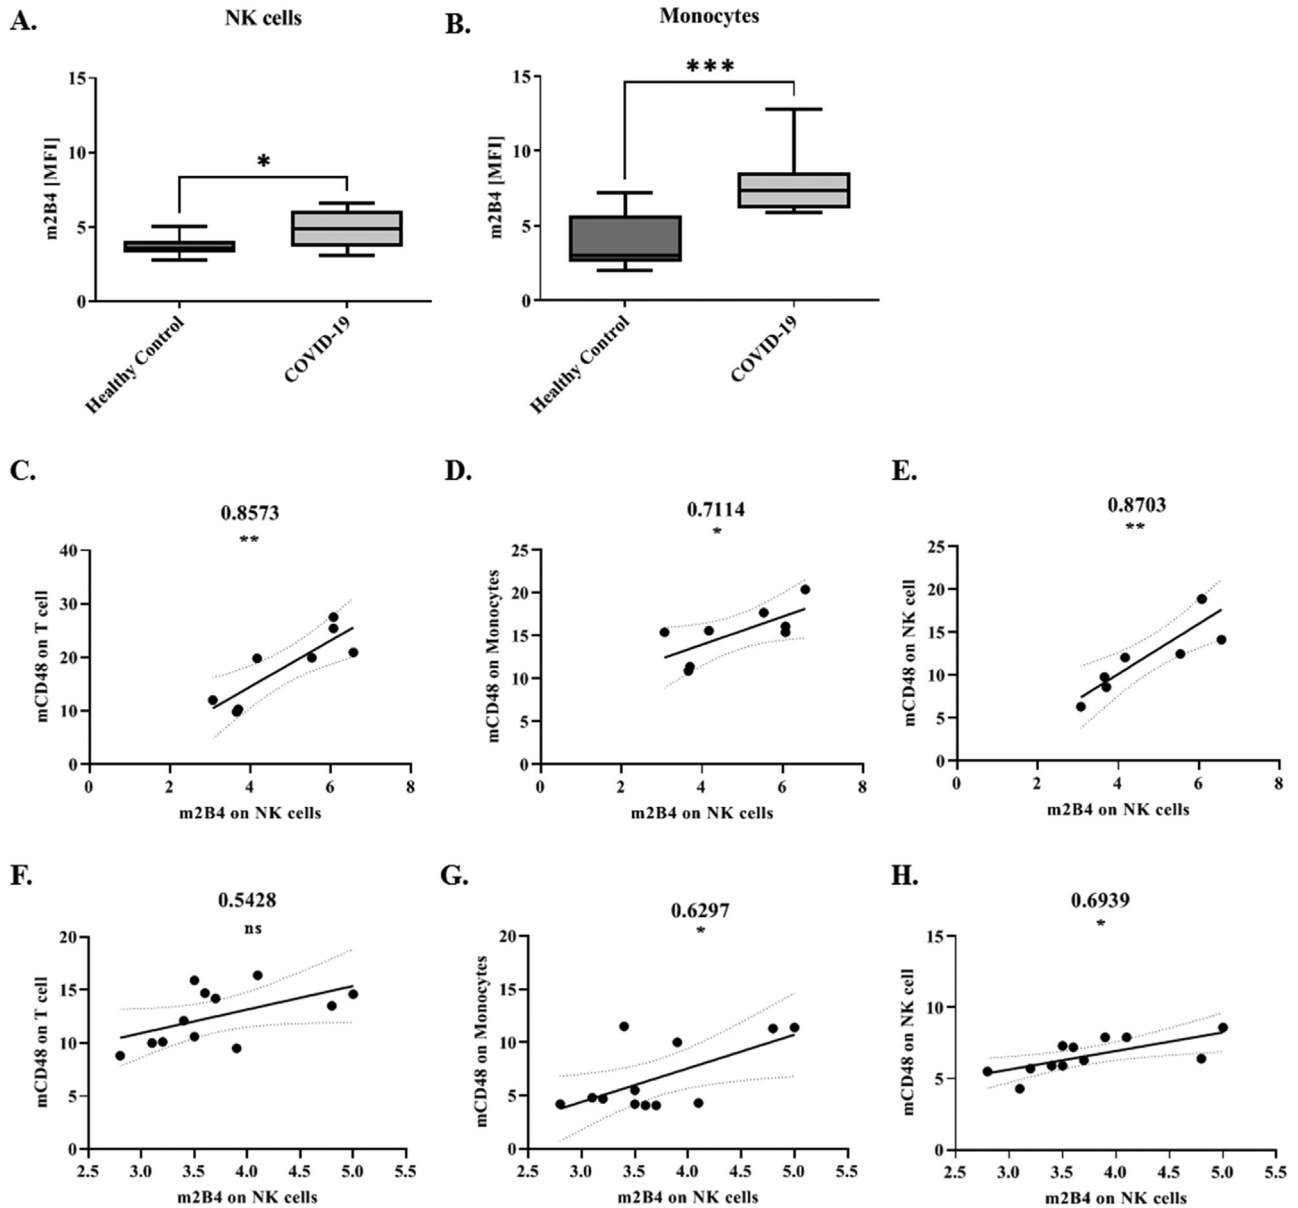 A.
NK cells
15
10
5
0
m2B4 [MFI]
*
Healthy Control
COVID-19
B.
Monocytes
15
10
5
0
m2B4 [MFI]
***
Healthy Control
COVID-19
C.
0.8573
**
40
30
20
10
0
mCD48 on T cell
0 2 4 6 8
m2B4 on NK cells
D.
0.7114
*
25
20
15
10
5
0
mCD48 on Monocytes
0 2 4 6 8
m2B4 on NK cells
E.
0.8703
**
25
20
15
10
5
0
mCD48 on NK cell
0 2 4 6 8
m2B4 on NK cells
F.
0.5428
ns
20
15
10
5
0
mCD48 on T cell
2.5 3.0 3.5 4.0 4.5 5.0 5.5
m2B4 on NK cells
G.
0.6297
*
20
15
10
5
0
mCD48 on Monocytes
2.5 3.0 3.5 4.0 4.5 5.0 5.5
m2B4 on NK cells
H.
0.6939
*
15
10
5
0
mCD48 on NK cell
2.5 3.0 3.5 4.0 4.5 5.0 5.5
m2B4 on NK cells